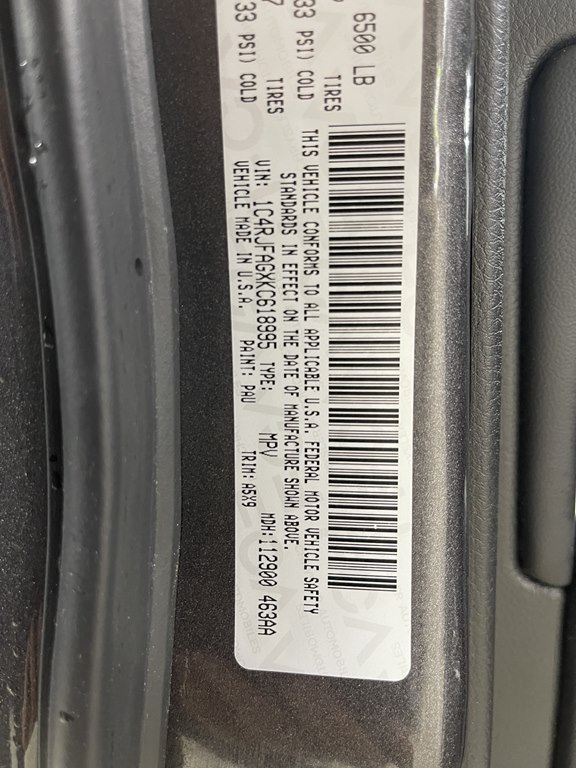 6500 LB
TIRES
33 PSI) COLD
TIRES
33 PSI) COLD
THIS VEHICLE CONFORMS TO ALL APPLICABLE U.S.A. FEDERAL MOTOR VEHICLE SAFETY
STANDARDS IN EFFECT ON THE DATE OF MANUFACTURE SHOWN ABOVE.
VIN: 1C4RJFAGXKC618995 TYPE: MPV MDH:112900 463AA
VEHICLE MADE IN U.S.A. PAINT: PAU TRIM: A5X9